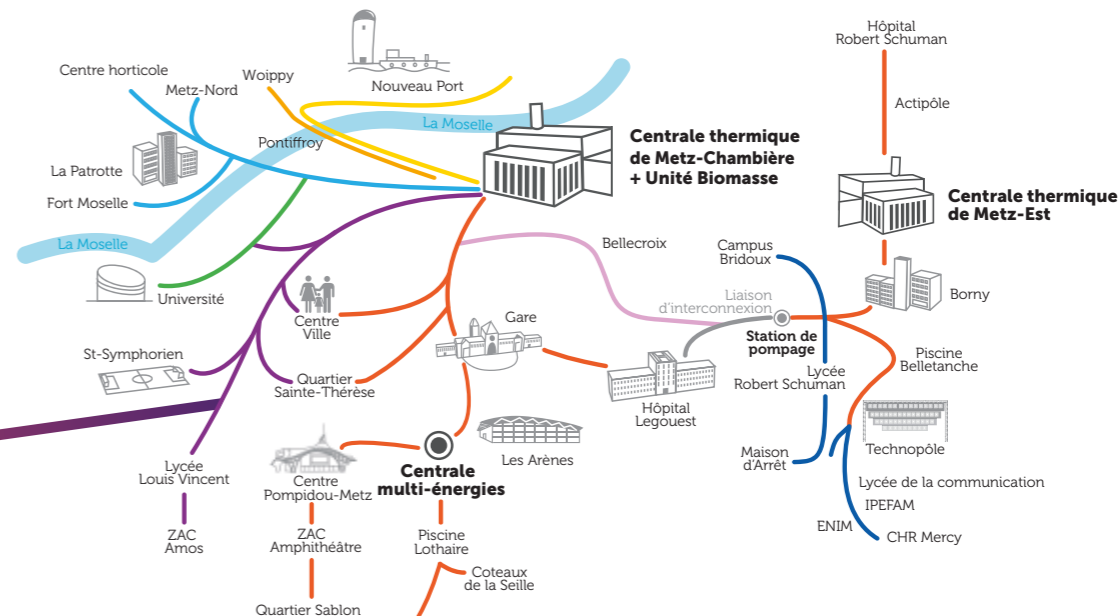 Hôpital
Robert Schuman
Centre horticole
Woippy
Metz-Nord
Nouveau Port
Actipôle
La Moselle
Pontiffroy
Centrale thermique
de Metz-Chambière
+ Unité Biomasse
La Patrotte
Fort Moselle
Centrale thermique
de Metz-Est
La Moselle
Bellecroix
Campus
Bridoux
Université
Liaison
d'interconnexion
Borny
Centre
Ville
Gare
Station de
pompage
St-Symphorien
Piscine
Belletanche
Quartier
Sainte-Thérèse
Lycée
Robert Schuman
Hôpital
Legouest
Technopôle
Les Arènes
Maison
d'Arrêt
Lycée
Louis Vincent
Centre
Pompidou-Metz
Centrale
multi-énergies
Lycée de la communication
IPEFAM
ENIM
CHR Mercy
ZAC
Amos
ZAC
Amphithéâtre
Piscine
Lothaire
Coteaux
de la Seille
Quartier Sablon